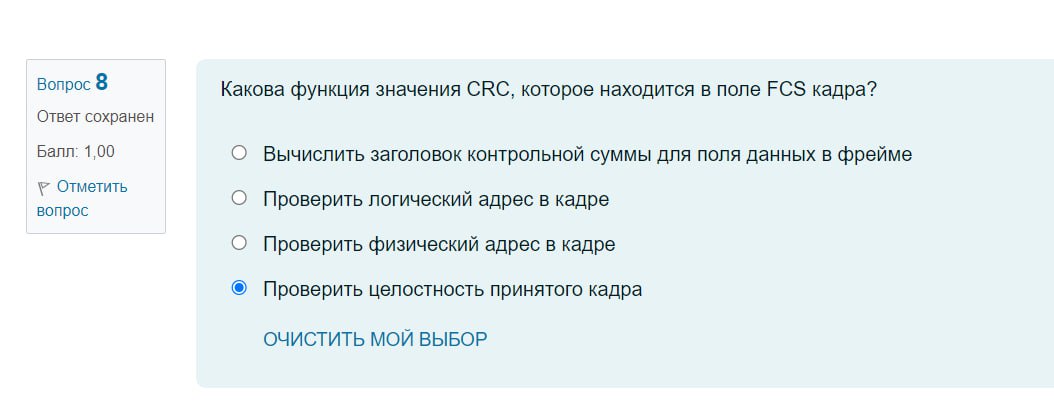 Вопрос 8
Ответ сохранен
Балл: 1,00
Отметить
вопрос
Какова функция значения CRC, которое находится в поле FCS кадра?
Вычислить заголовок контрольной суммы для поля данных в фрейме
Проверить логический адрес в кадре
Проверить физический адрес в кадре
Проверить целостность принятого кадра
ОЧИСТИТЬ МОЙ ВЫБОР